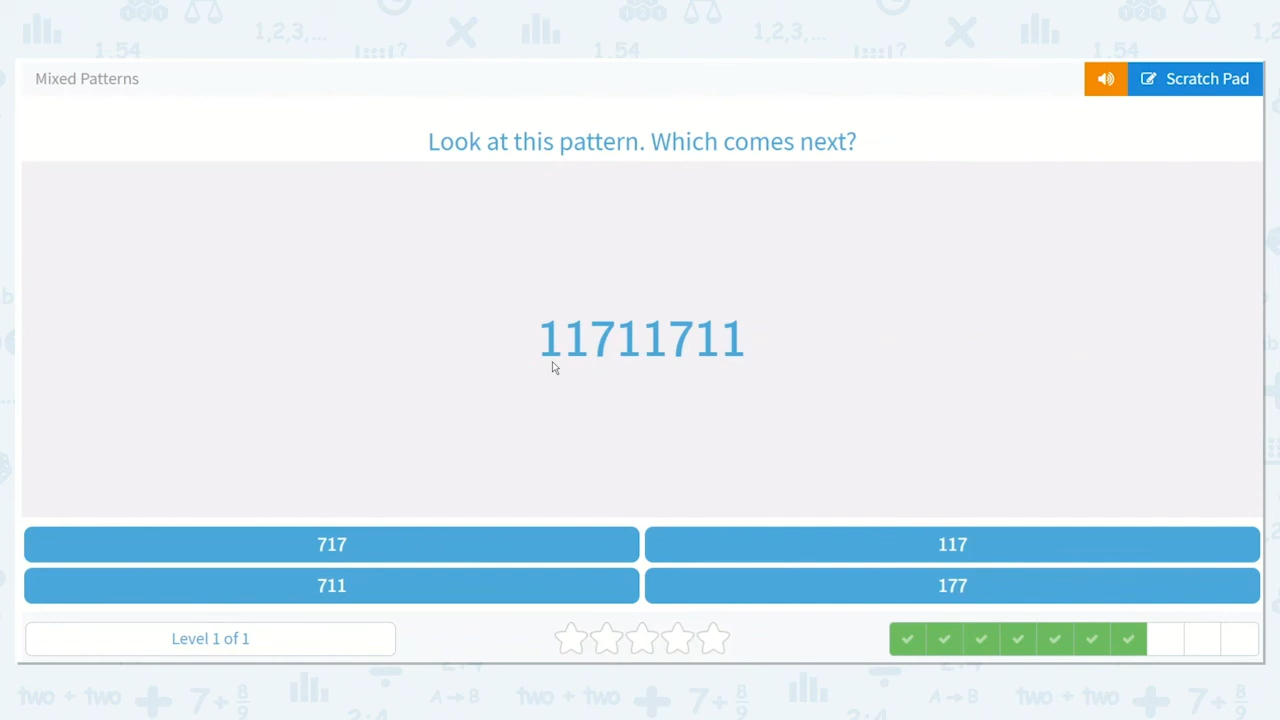 Mixed Patterns
Scratch Pad
Look at this pattern. Which comes next?
11711711
717
117
711
177
Level 1 of 1